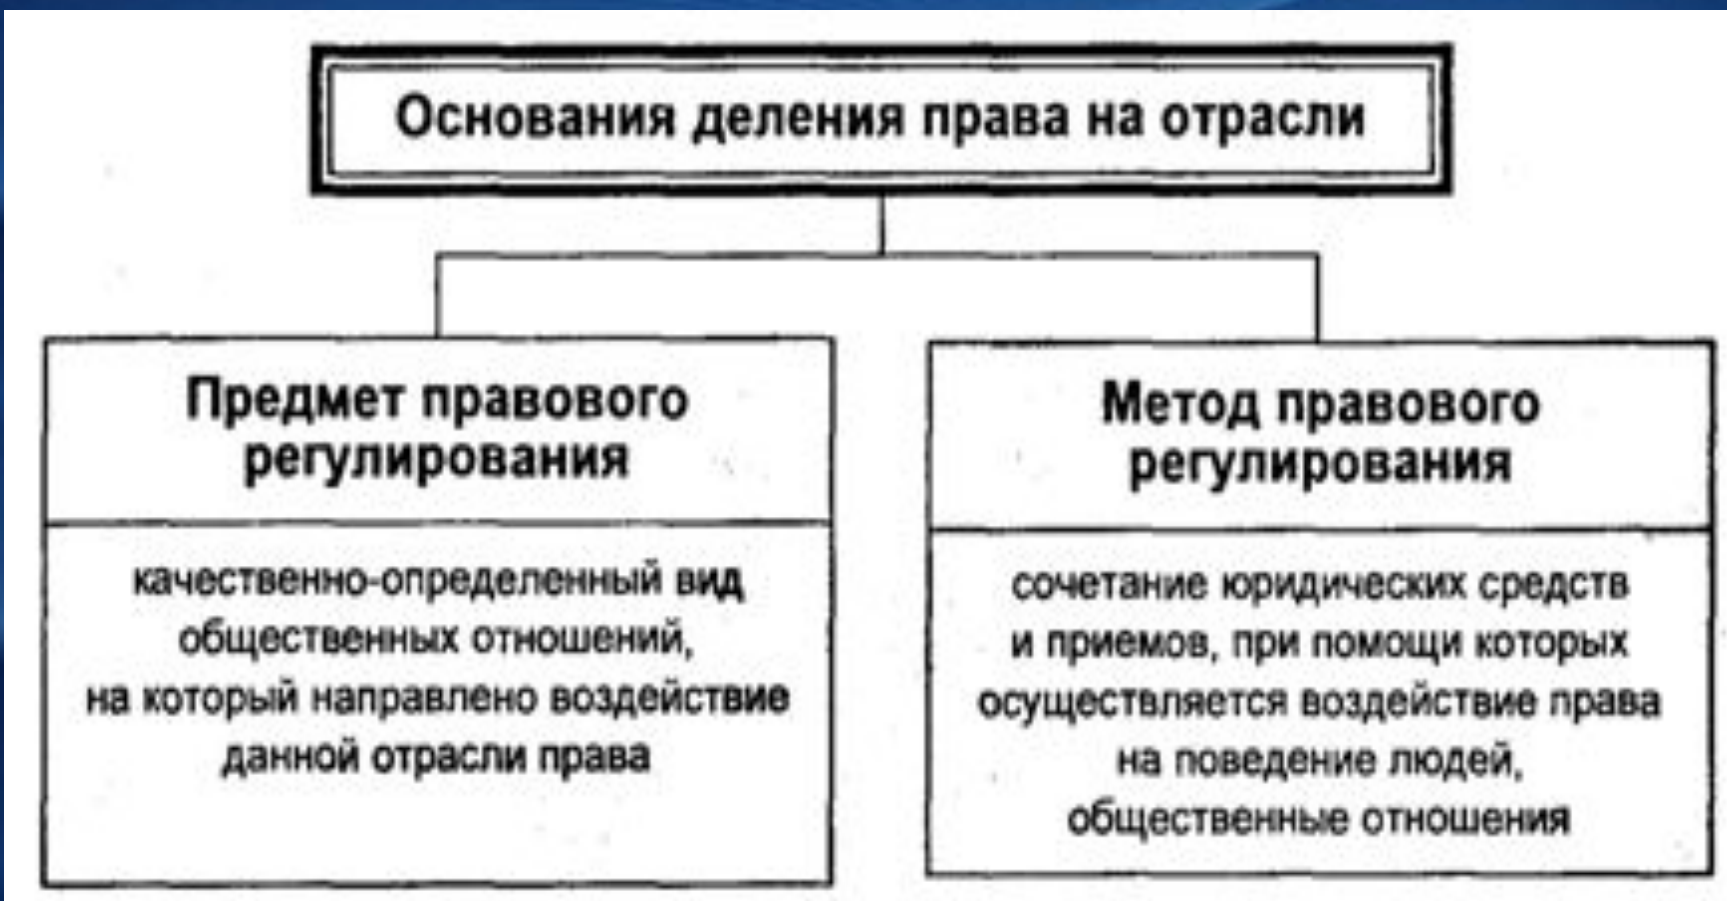 Основания деления права на отрасли
Предмет правового
регулирования
качественно-определенный вид
общественных отношений,
на который направлено воздействие
данной отрасли права
Метод правового
регулирования
сочетание юридических средств
и приемов, при помощи которых
осуществляется воздействие права
на поведение людей,
общественные отношения